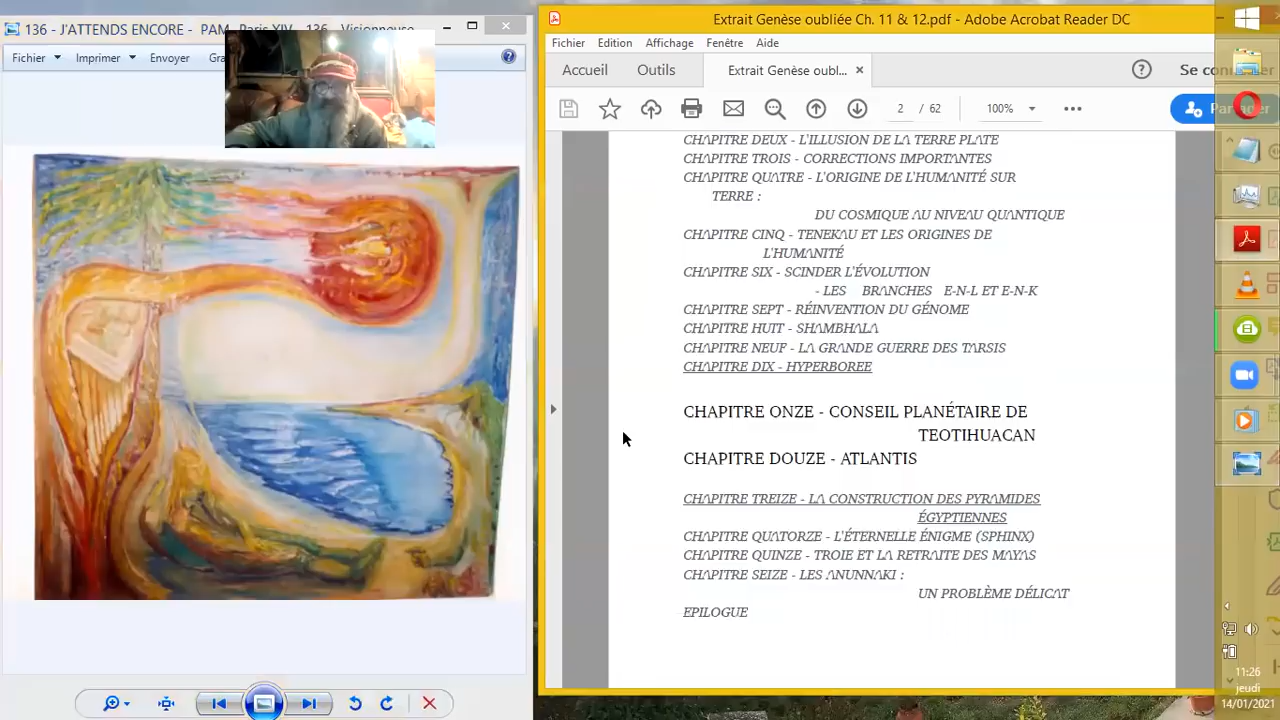 136 - J'ATTENDS ENCORE - PAM Paris XIV - 136 - Visionneuse
Fichier Imprimer Envoyer
Extrait Genèse oubliée Ch. 11 & 12.pdf - Adobe Acrobat Reader DC
Fichier Edition Affichage Fenêtre Aide
Accueil Outils Extrait Genèse oubl...
2 / 62 100%
CHAPITRE DEUX - L'ILLUSION DE LA TERRE PLATE
CHAPITRE TROIS - CORRECTIONS IMPORTANTES
CHAPITRE QUATRE - L'ORIGINE DE L'HUMANITÉ SUR
TERRE :
DU COSMIQUE AU NIVEAU QUANTIQUE
CHAPITRE CINQ - TENEKAU ET LES ORIGINES DE
L'HUMANITÉ
CHAPITRE SIX - SCINDER L'ÉVOLUTION
- LES BRANCHES E-N-L ET E-N-K
CHAPITRE SEPT - RÉINVENTION DU GÉNOME
CHAPITRE HUIT - SHAMBHALA
CHAPITRE NEUF - LA GRANDE GUERRE DES TARSIS
CHAPITRE DIX - HYPERBOREE
CHAPITRE ONZE - CONSEIL PLANÉTAIRE DE
TEOTIHUACAN
CHAPITRE DOUZE - ATLANTIS
CHAPITRE TREIZE - LA CONSTRUCTION DES PYRAMIDES
ÉGYPTIENNES
CHAPITRE QUATORZE - L'ÉTERNELLE ÉNIGME (SPHINX)
CHAPITRE QUINZE - TROIE ET LA RETRAITE DES MAYAS
CHAPITRE SEIZE - LES ANUNNAKI :
UN PROBLÈME DÉLICAT
EPILOGUE
11:26
jeudi
14/01/2021